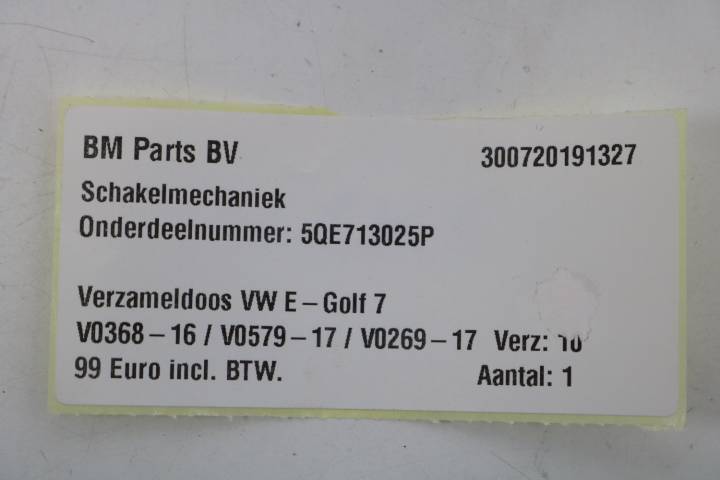 BM Parts BV 300720191327
Schakelmechaniek
Onderdeelnummer: 5QE713025P
Verzameldoos VW E-Golf 7
V0368-16 / V0579-17 / V0269-17 Verz:
99 Euro incl. BTW. Aantal: 1